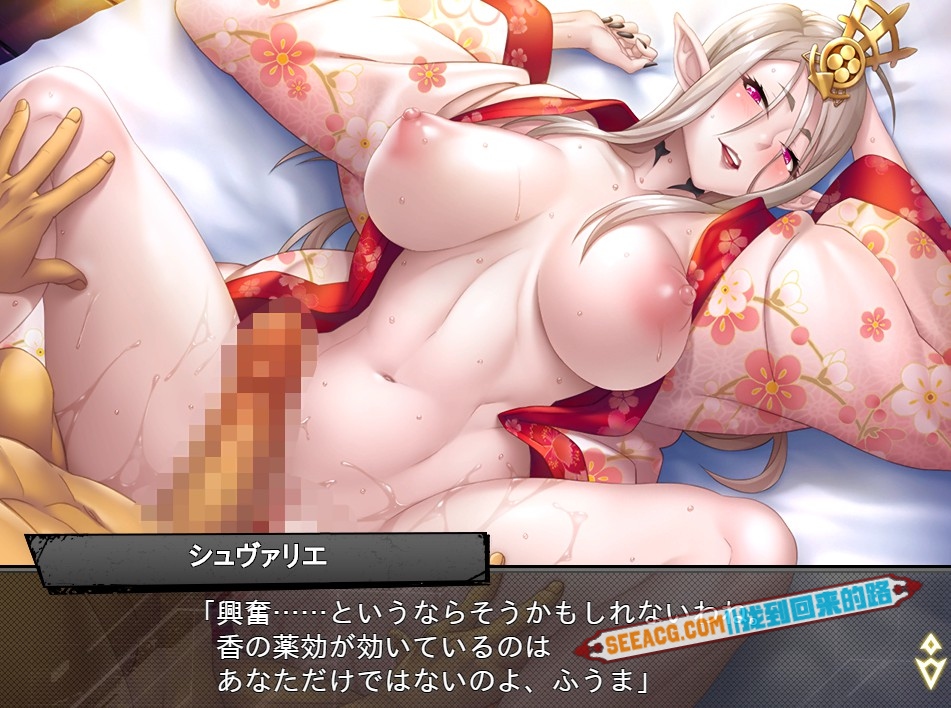 シュヴァリエ
「興奮……というならそうかもしれないわね
香の薬効が効いているのは
あなただけではないのよ、ふうま」
SEEACG.COM||找到回来的路